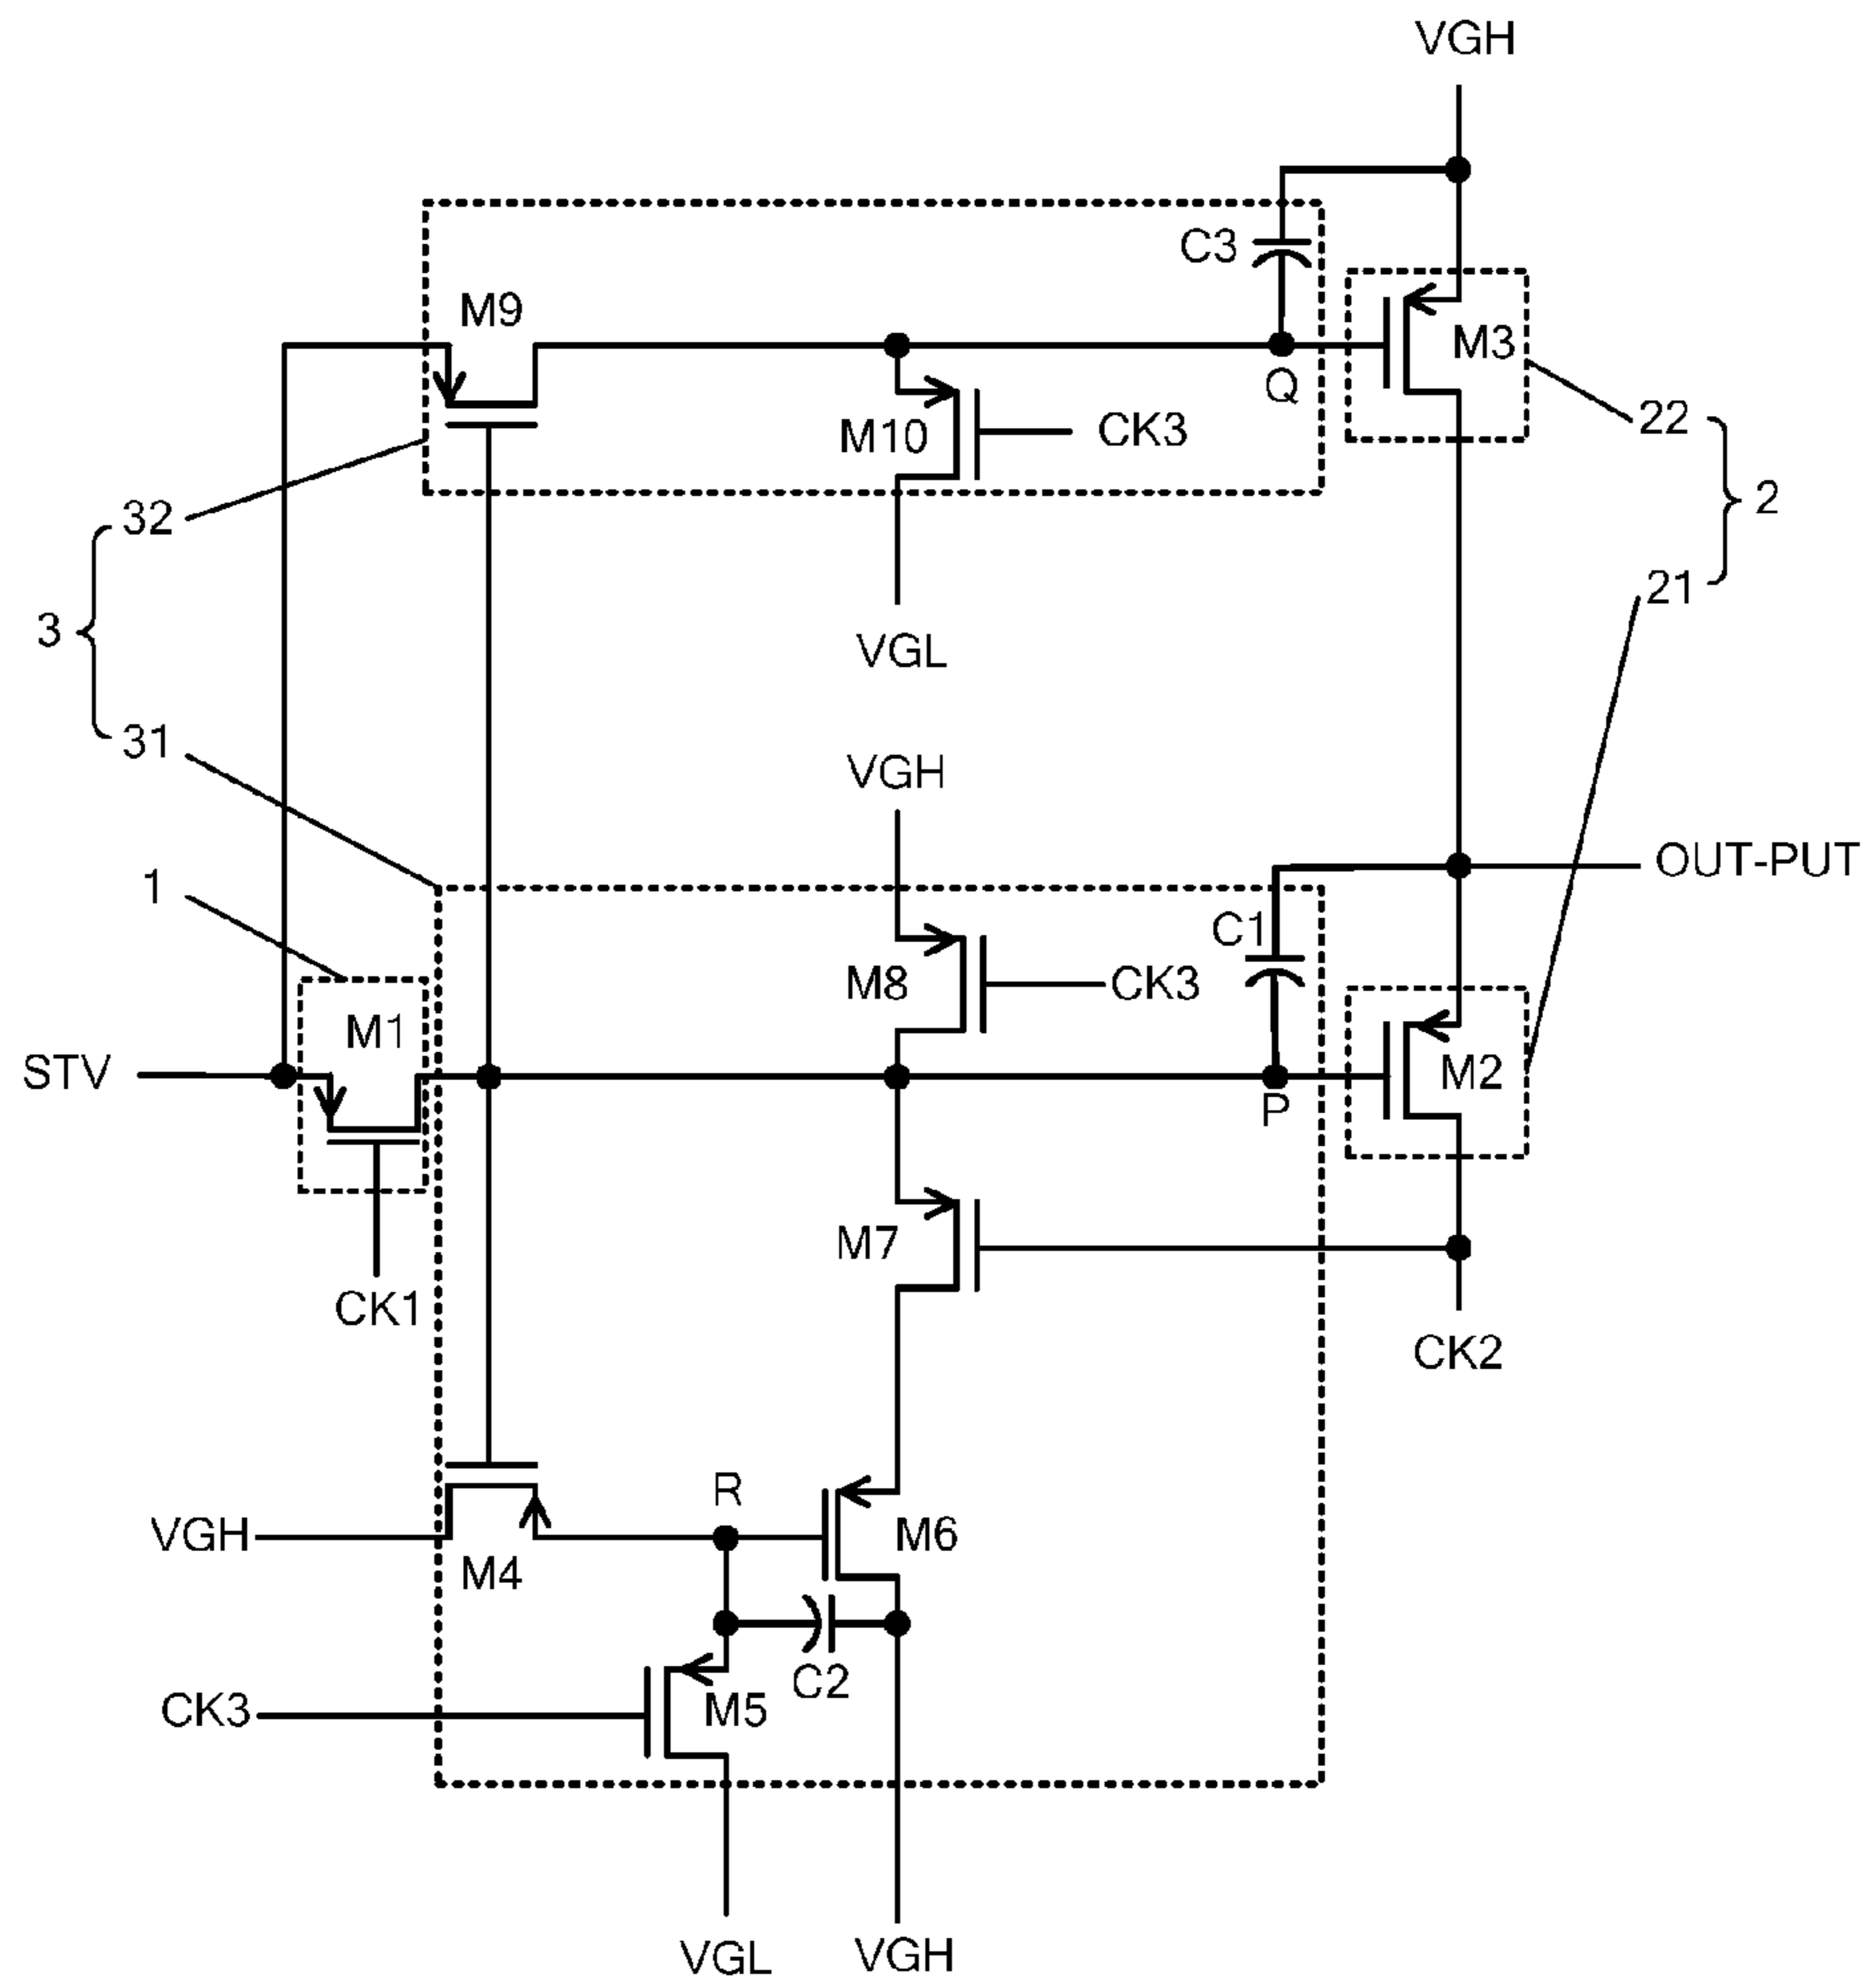 VGH
C3
M9
M3
Q
M10
CK3
22
2
32
21
3
VGL
31
VGH
OUT-PUT
1
C1
M8
CK3
M1
STV
M2
P
M7
CK1
CK2
R
VGH
M6
M4
C2
CK3
M5
VGL
VGH